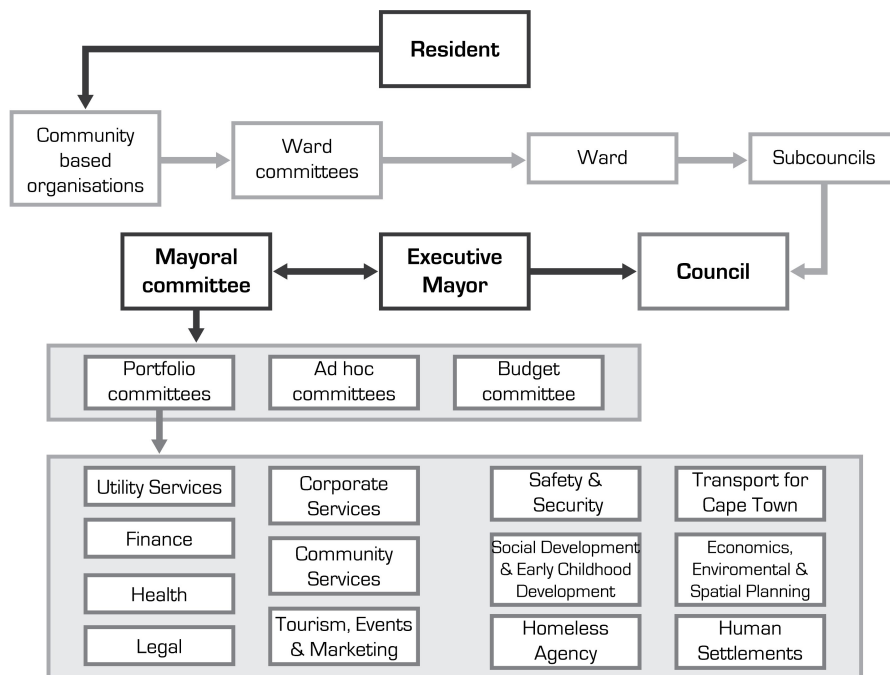 Resident
Community
based
organisations
Ward
committees
Ward
Subcouncils
Mayoral
committee
Executive
Mayor
Council
Portfolio
committees
Ad hoc
committees
Budget
committee
Utility Services
Finance
Health
Legal
Corporate
Services
Community
Services
Tourism, Events
& Marketing
Safety &
Security
Social Development
& Early Childhood
Development
Homeless
Agency
Transport for
Cape Town
Economics,
Enviromental &
Spatial Planning
Human
Settlements